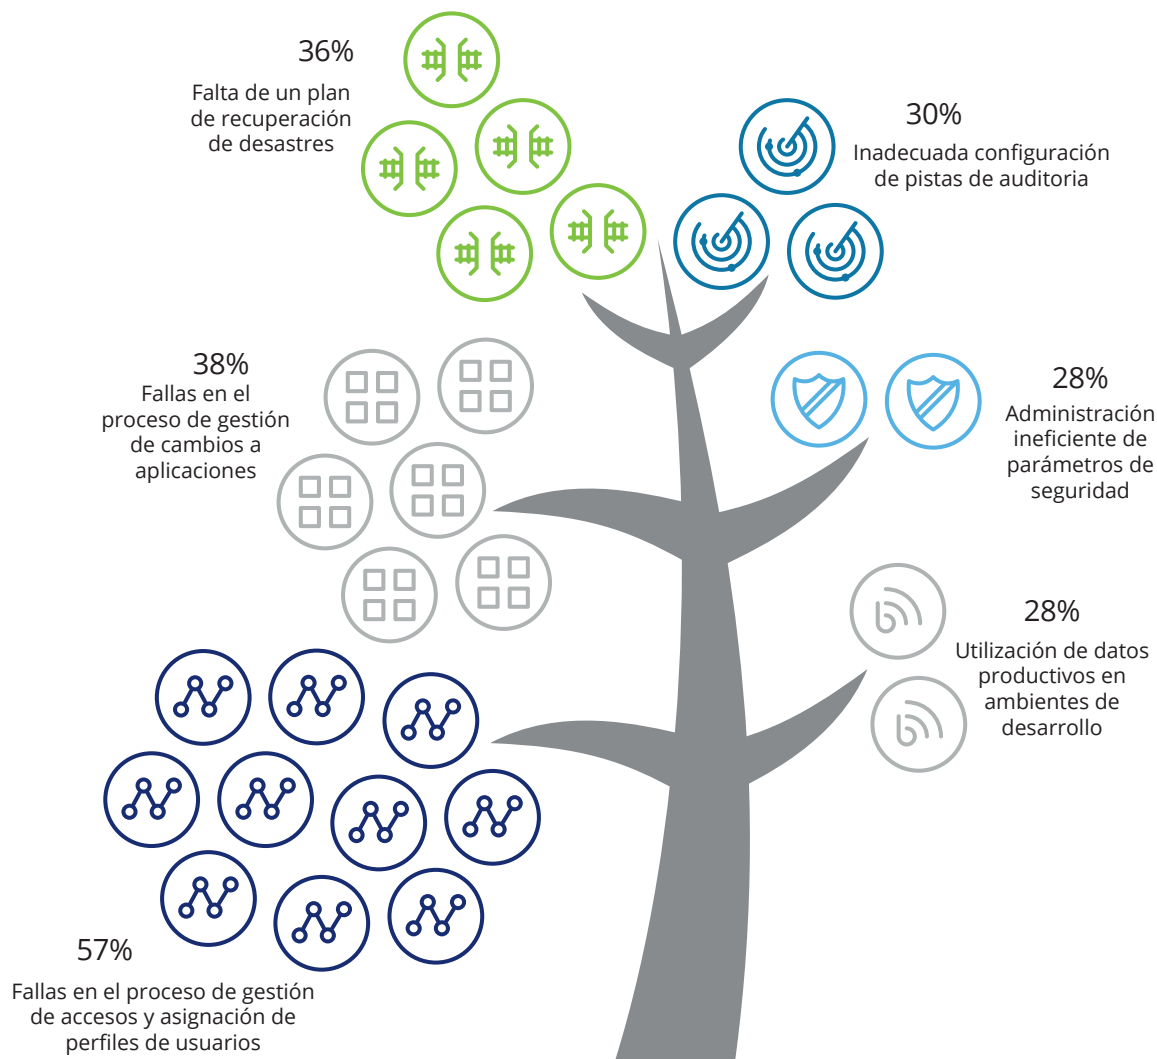 36%
Falta de un plan
de recuperación
de desastres
30%
Inadecuada configuración
de pistas de auditoria
38%
Fallas en el
proceso de gestión
de cambios a
aplicaciones
28%
Administración
ineficiente de
parámetros de
seguridad
28%
Utilización de datos
productivos en
ambientes de
desarrollo
57%
Fallas en el proceso de gestión
de accesos y asignación de
perfiles de usuarios